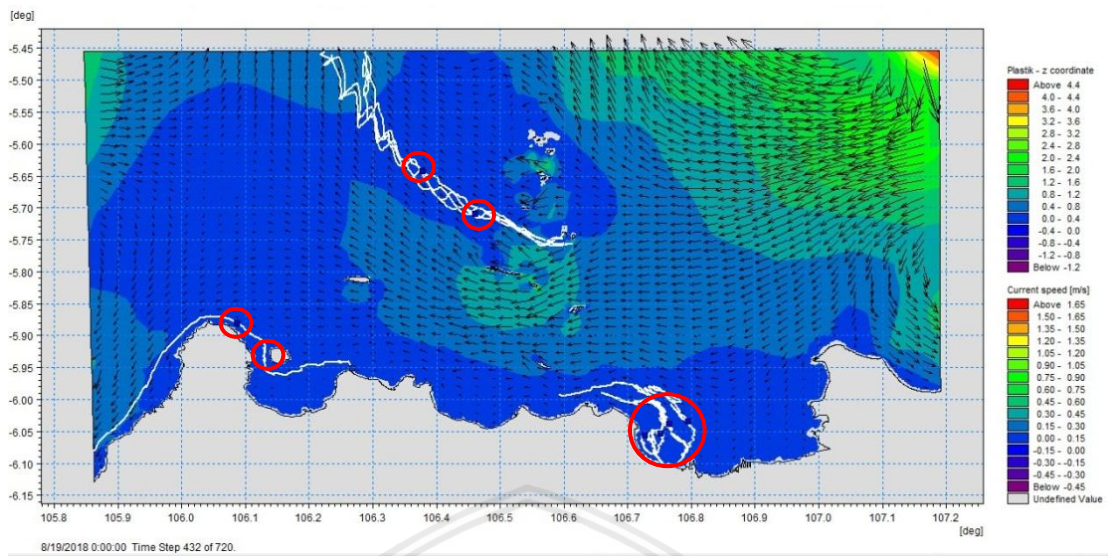 [deg]
-5.45
-5.50
-5.55
-5.60
-5.65
-5.70
-5.75
-5.80
-5.85
-5.90
-5.95
-6.00
-6.05
-6.10
-6.15
105.8 105.9 106.0 106.1 106.2 106.3 106.4 106.5 106.6 106.7 106.8 106.9 107.0 107.1 107.2
[deg]
8/19/2018 0:00:00 Time Step 432 of 720.
Plastik - z coordinate
Above 4.4
4.0 - 4.4
3.6 - 4.0
3.2 - 3.6
2.8 - 3.2
2.4 - 2.8
2.0 - 2.4
1.6 - 2.0
1.2 - 1.6
0.8 - 1.2
0.4 - 0.8
0.0 - 0.4
-0.4 - 0.0
-0.8 - -0.4
-1.2 - -0.8
Below -1.2
Current speed [m/s]
Above 1.65
1.50 - 1.65
1.35 - 1.50
1.20 - 1.35
1.05 - 1.20
0.90 - 1.05
0.75 - 0.90
0.60 - 0.75
0.45 - 0.60
0.30 - 0.45
0.15 - 0.30
0.00 - 0.15
-0.15 - 0.00
-0.30 - -0.15
-0.45 - -0.30
Below -0.45
Undefined Value